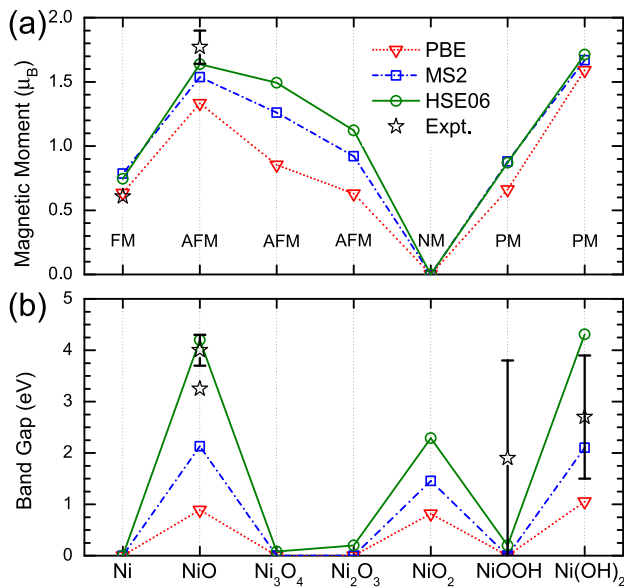 (a)
2.0
1.5
1.0
0.5
0.0
Magnetic Moment (μB)
PBE
MS2
HSE06
Expt.
FM AFM AFM AFM NM PM PM
(b)
5
4
3
2
1
0
Band Gap (eV)
Ni NiO Ni3O4 Ni2O3 NiO2 NiOOH Ni(OH)2